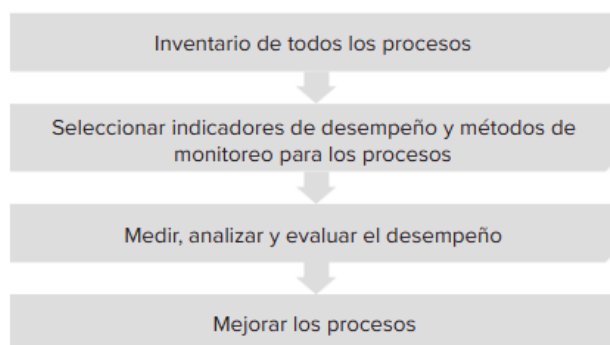 Inventario de todos los procesos
Seleccionar indicadores de desempeño y métodos de
monitoreo para los procesos
Medir, analizar y evaluar el desempeño
Mejorar los procesos